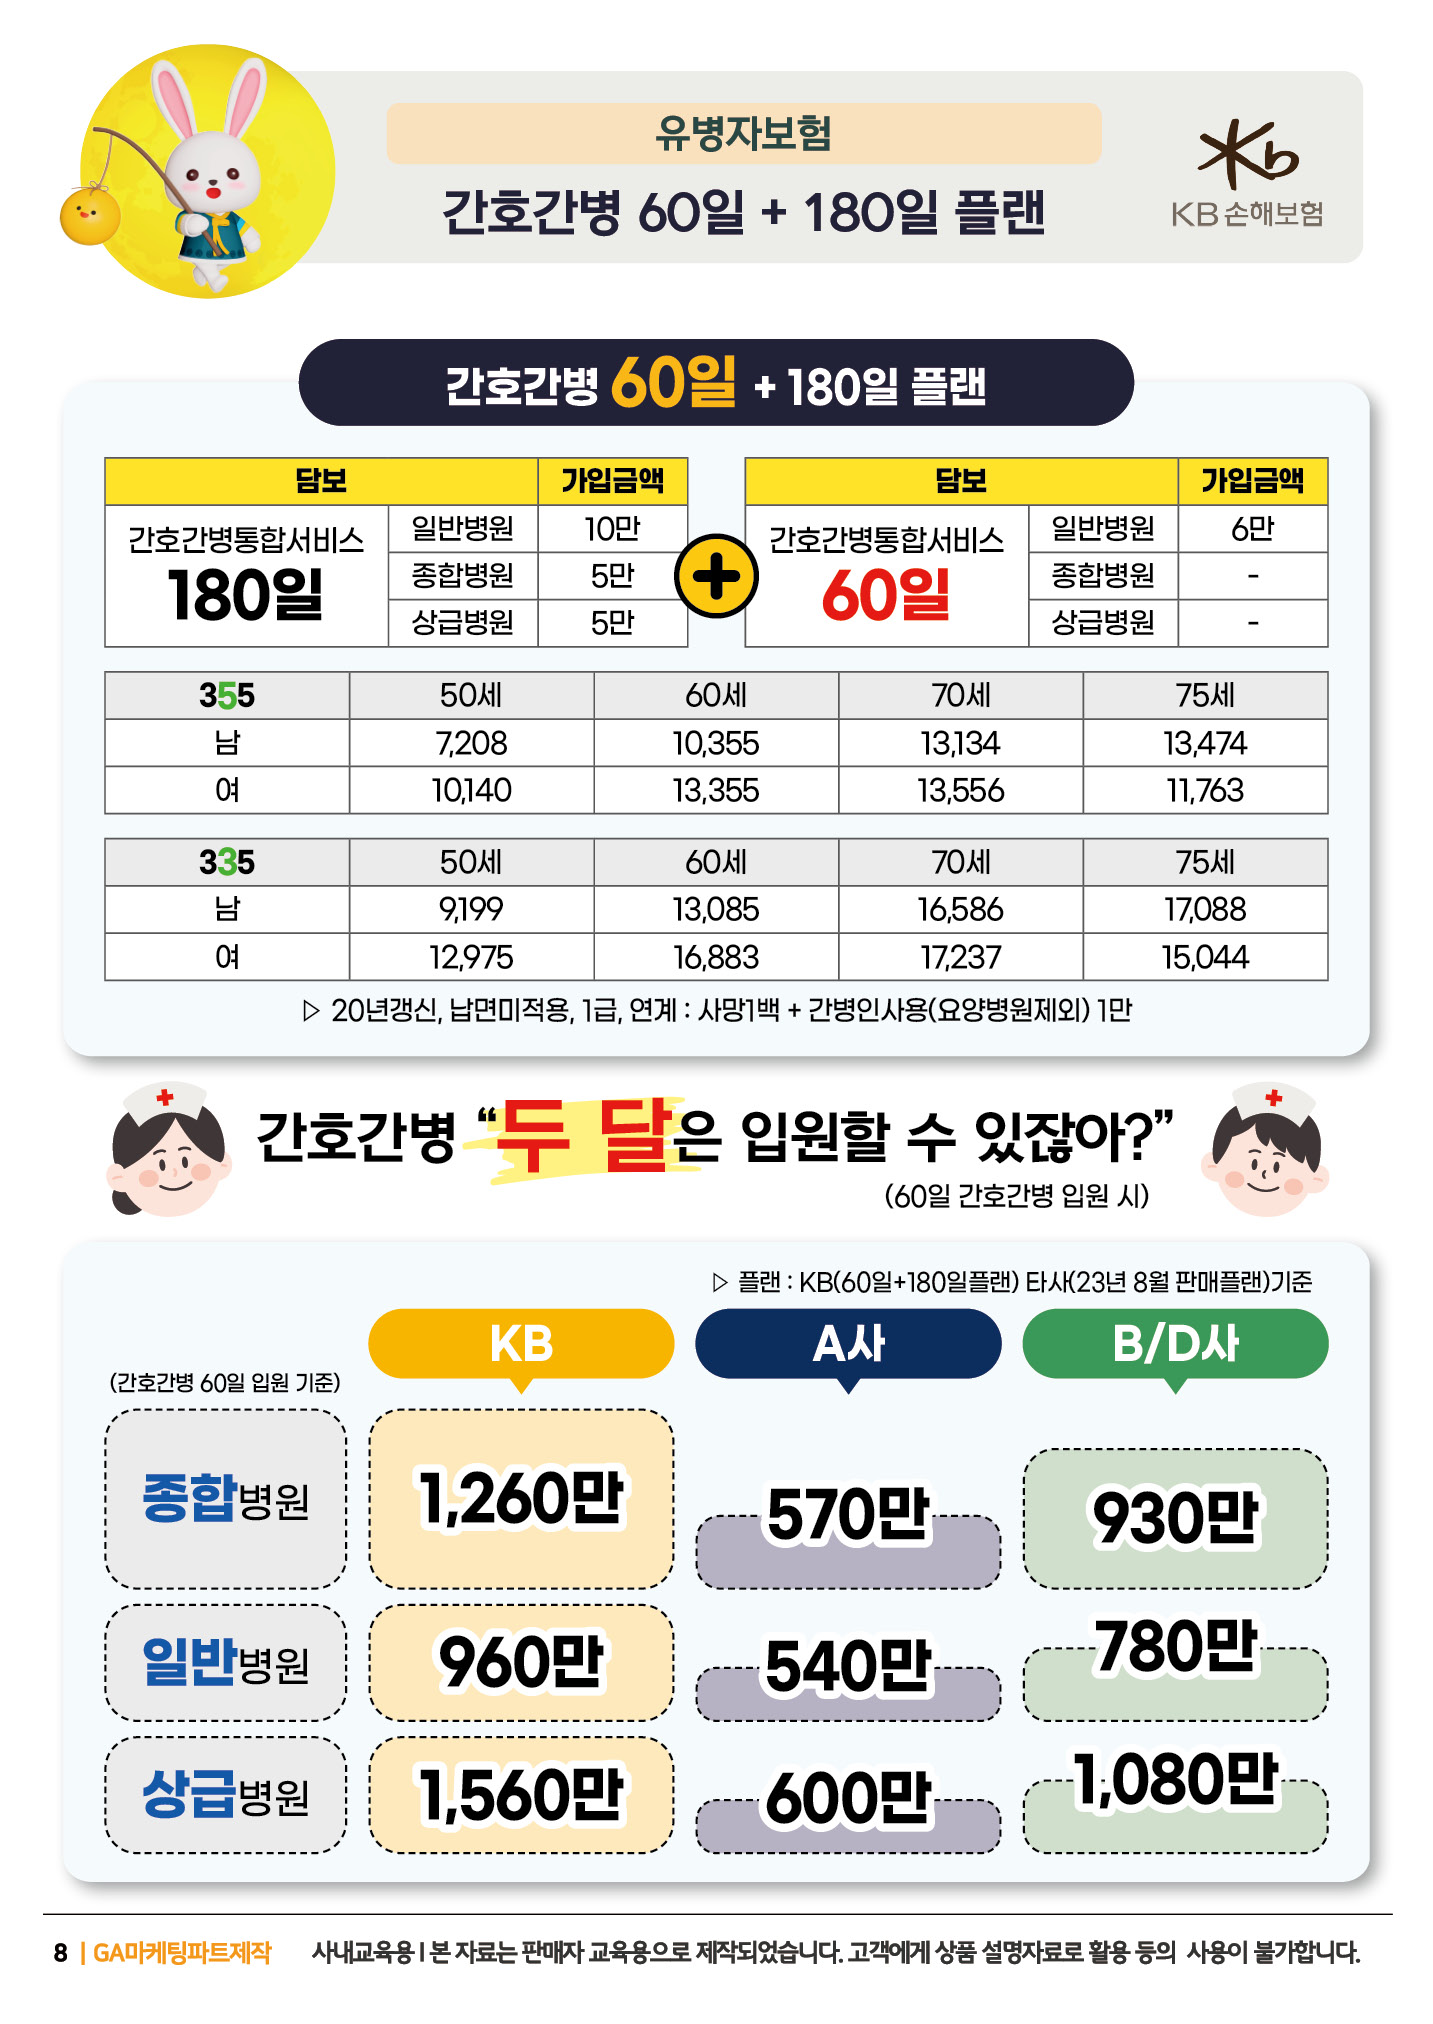 유병자보험
간호간병 60일 + 180일 플랜
KB 손해보험
간호간병 60일 + 180일 플랜
담보 가입금액
간호간병통합서비스 180일
일반병원 10만
종합병원 5만
상급병원 5만
+
담보 가입금액
간호간병통합서비스 60일
일반병원 6만
종합병원 -
상급병원 -
355 50세 60세 70세 75세
남 7,208 10,355 13,134 13,474
여 10,140 13,355 13,556 11,763
335 50세 60세 70세 75세
남 9,199 13,085 16,586 17,088
여 12,975 16,883 17,237 15,044
▷ 20년갱신, 납면미적용, 1급, 연계 : 사망1백 + 간병인사용(요양병원제외) 1만
간호간병 “두 달은 입원할 수 있잖아?”
(60일 간호간병 입원 시)
▷ 플랜 : KB(60일+180일플랜) 타사(23년 8월 판매플랜)기준
KB A사 B/D사
(간호간병 60일 입원 기준)
종합병원 1,260만 570만 930만
일반병원 960만 540만 780만
상급병원 1,560만 600만 1,080만
8 | GA마케팅파트제작 사내교육용 I 본 자료는 판매자 교육용으로 제작되었습니다. 고객에게 상품 설명자료로 활용 등의 사용이 불가합니다.